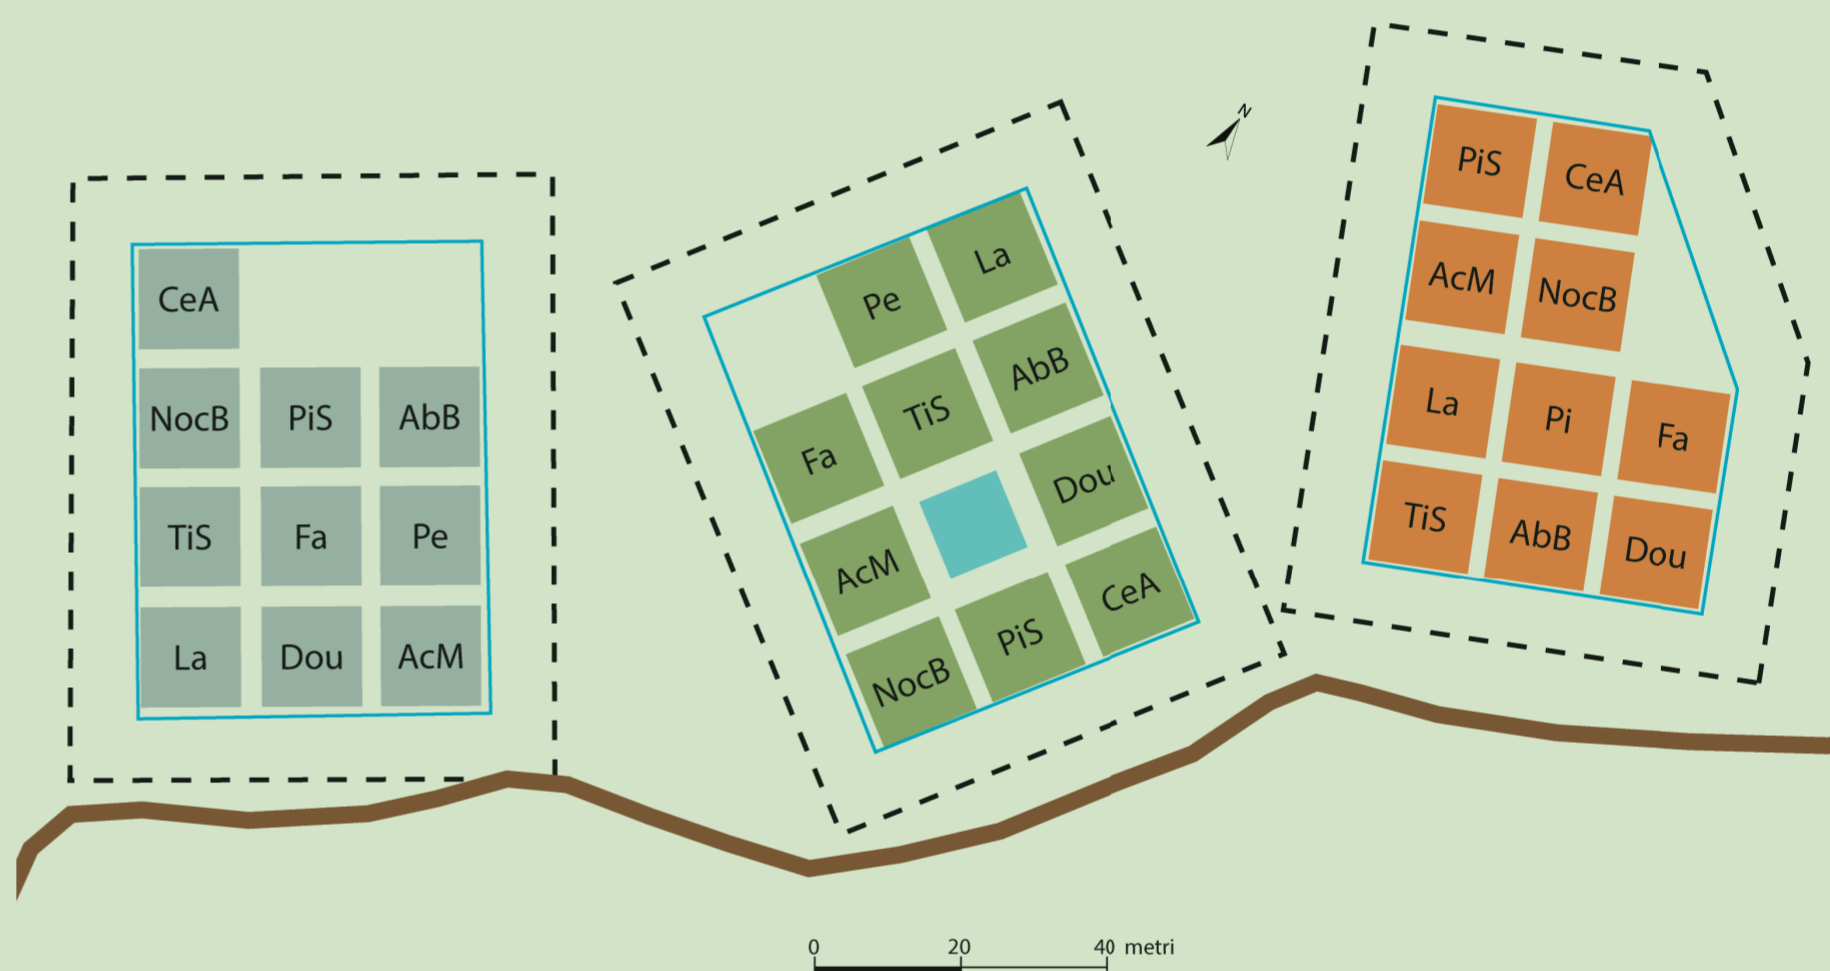 CeA
NocB PiS AbB
TiS Fa Pe
La Dou AcM
Pe La
Fa TiS AbB
AcM Dou
NocB PiS CeA
N
PiS CeA
AcM NocB
La Pi Fa
TiS AbB Dou
0 20 40 metri